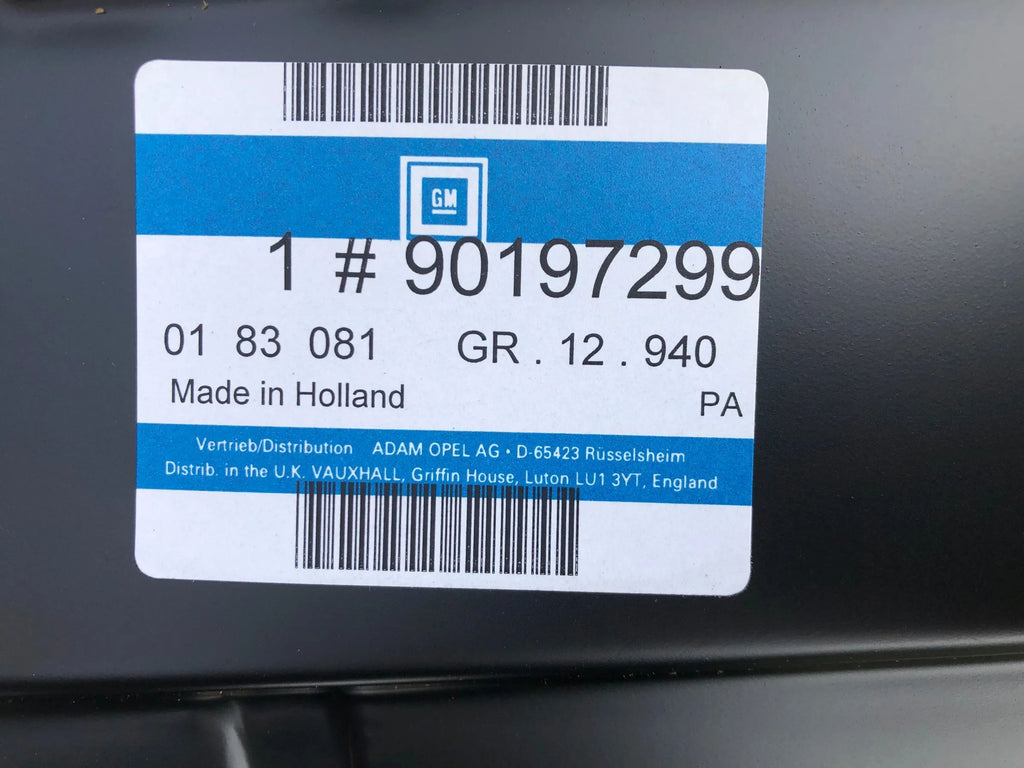 GM
1 # 90197299
01 83 081 GR . 12 . 940
Made in Holland PA
Vertrieb/Distribution ADAM OPEL AG • D-65423 Rüsselsheim
Distrib. in the U.K. VAUXHALL, Griffin House, Luton LU1 3YT, England